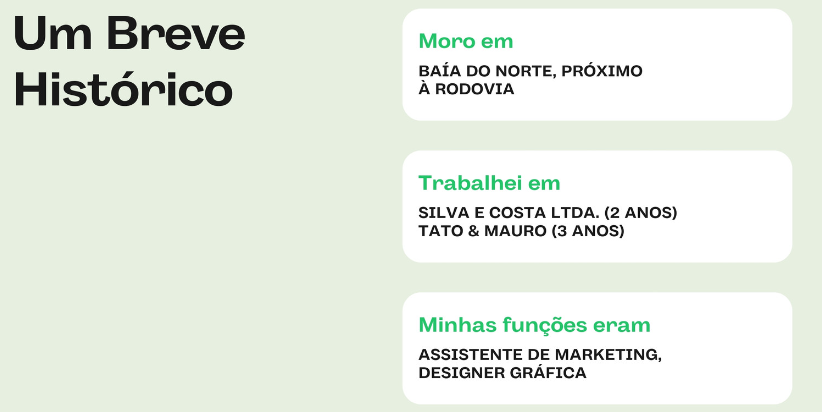 Um Breve
Histórico
Moro em
BAÍA DO NORTE, PRÓXIMO
À RODOVIA
Trabalhei em
SILVA E COSTA LTDA. (2 ANOS)
TATO & MAURO (3 ANOS)
Minhas funções eram
ASSISTENTE DE MARKETING,
DESIGNER GRÁFICA